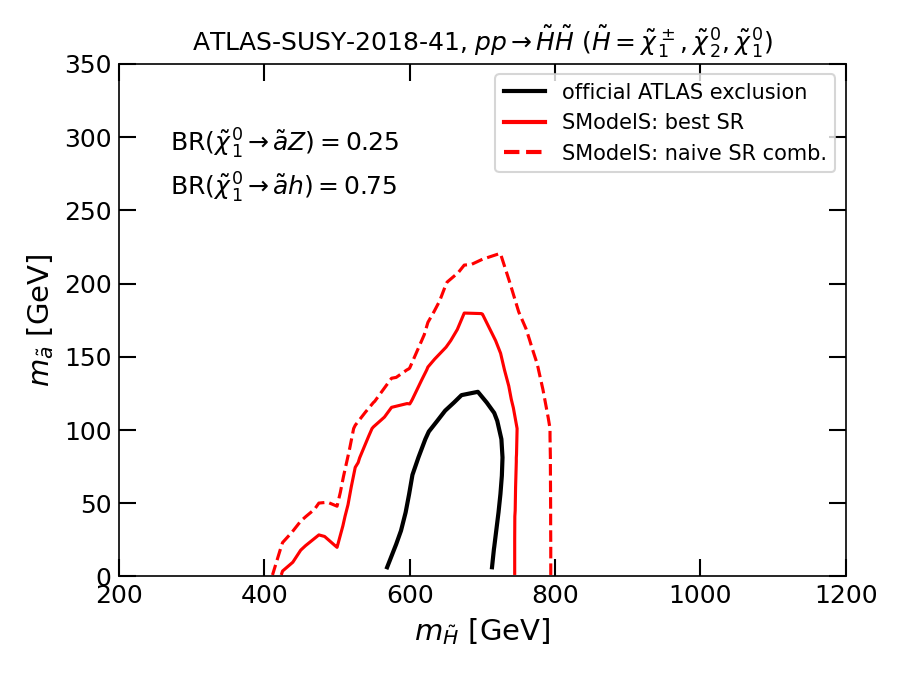 ATLAS-SUSY-2018-41, pp → H̃H̃ (H̃ = χ̃₁±, χ̃₂⁰, χ̃₁⁰)
official ATLAS exclusion
SModelS: best SR
SModelS: naive SR comb.
BR(χ̃₁⁰ → ãZ) = 0.25
BR(χ̃₁⁰ → ãh) = 0.75
350
300
250
200
150
100
50
0
m_ã [GeV]
200 400 600 800 1000 1200
m_H̃ [GeV]